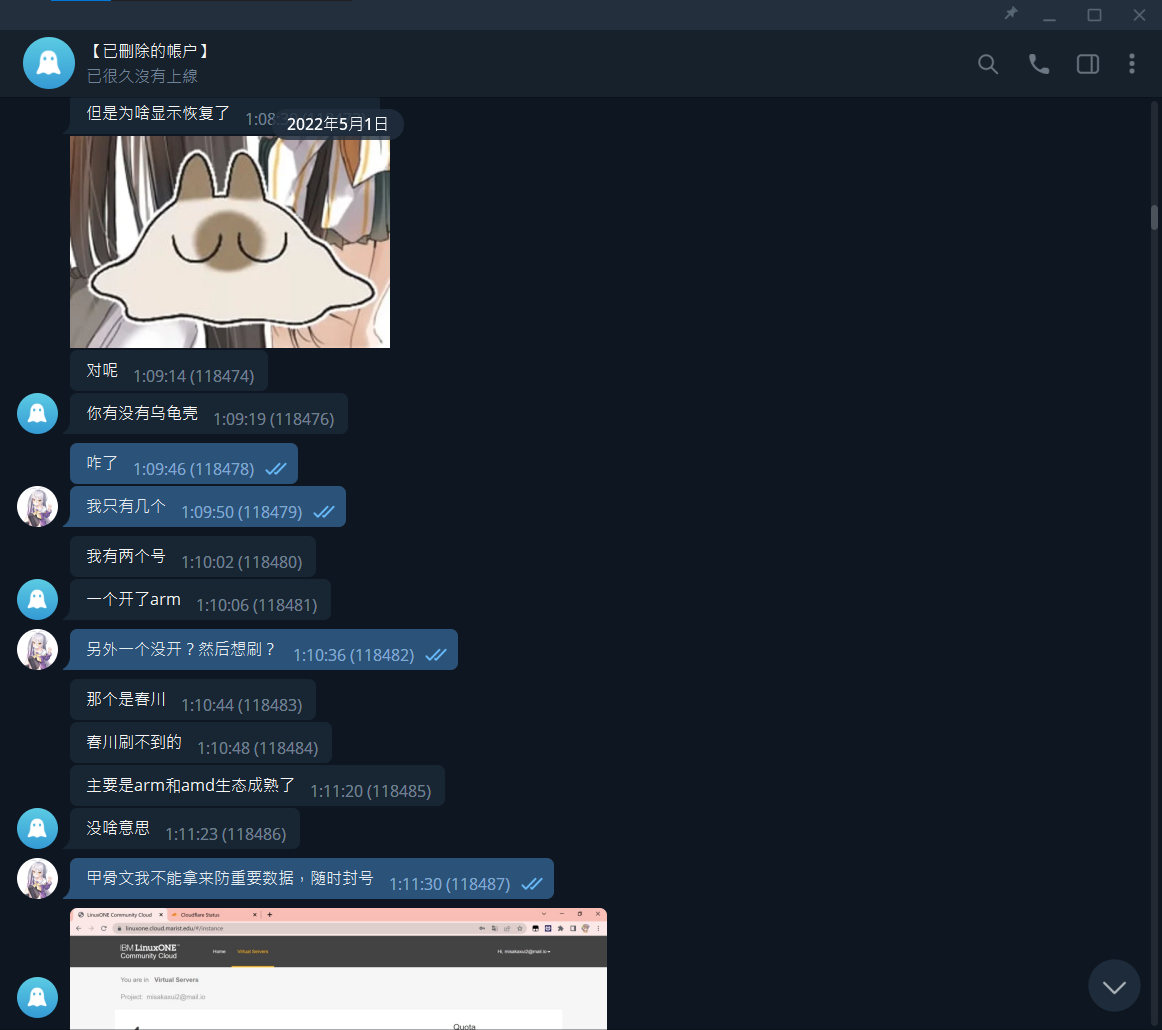 【已刪除的帳户】
已很久沒有上線
但是为啥显示恢复了 1:08:3
2022年5月1日
对呢 1:09:14 (118474)
你有没有乌龟壳 1:09:19 (118476)
咋了 1:09:46 (118478)
我只有几个 1:09:50 (118479)
我有两个号 1:10:02 (118480)
一个开了arm 1:10:06 (118481)
另外一个没开？然后想刷？ 1:10:36 (118482)
那个是春川 1:10:44 (118483)
春川刷不到的 1:10:48 (118484)
主要是arm和amd生态成熟了 1:11:20 (118485)
没啥意思 1:11:23 (118486)
甲骨文我不能拿来防重要数据，随时封号 1:11:30 (118487)
LinuxONE Community Cloud Cloudflare Status
linuxone.cloud.marist.edu/#/instance
IBM LinuxONE™
Community Cloud
Home Virtual Servers Hi, misakaxui2@mail.io
You are in Virtual Servers
Project: misakaxui2@mail.io
Quota